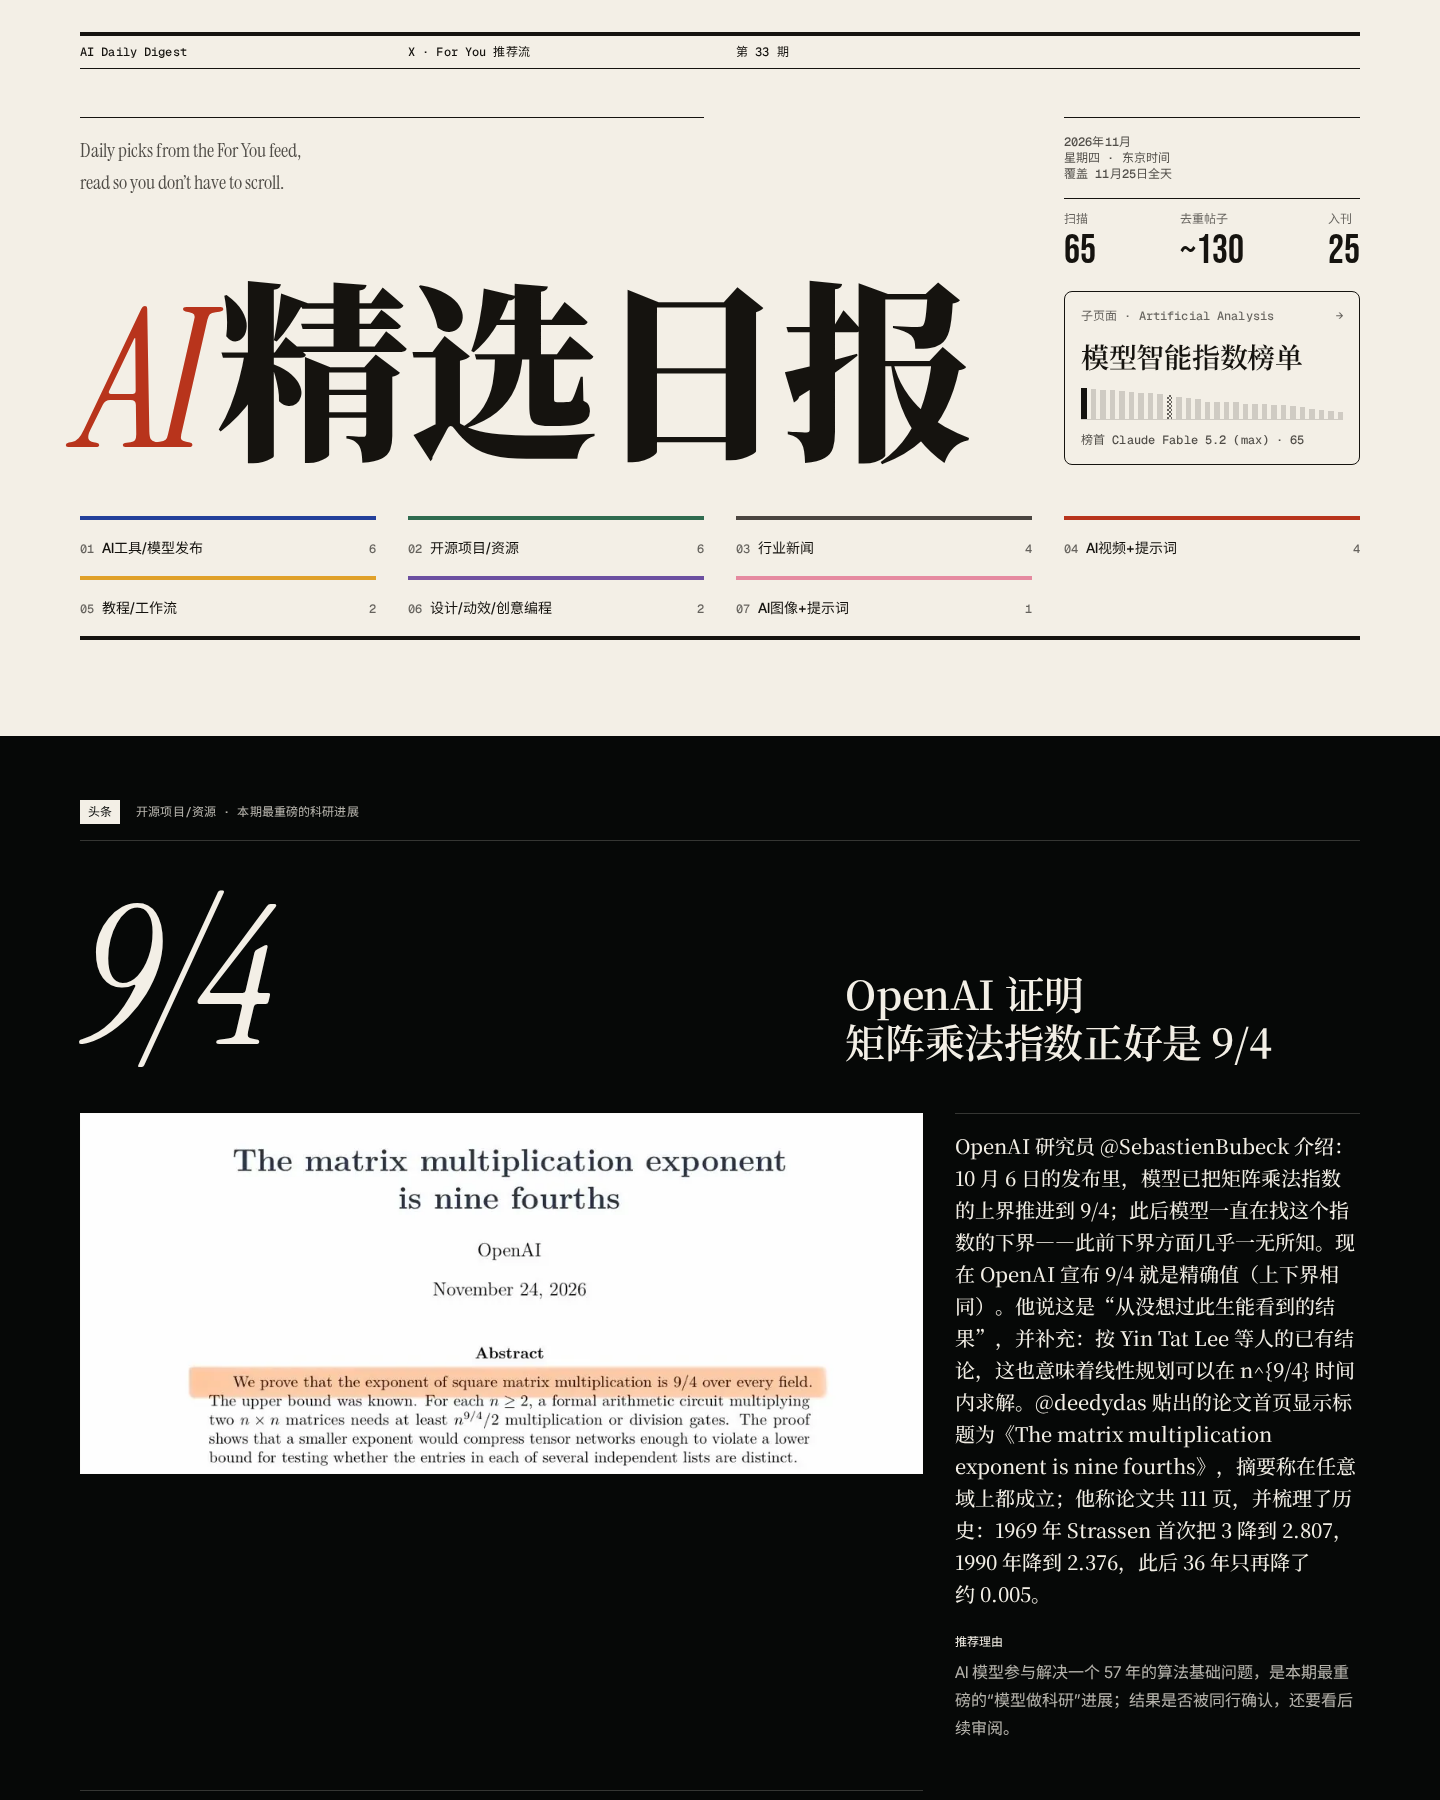 AI Daily Digest
X · For You 推荐流
第 33 期
Daily picks from the For You feed,
read so you don’t have to scroll.
2026年11月
星期四 · 东京时间
覆盖 11月25日全天
扫描
去重帖子
入刊
65
~130
25
AI精选日报
子页面 · Artificial Analysis →
模型智能指数榜单
榜首 Claude Fable 5.2 (max) · 65
01 AI工具/模型发布 6
02 开源项目/资源 6
03 行业新闻 4
04 AI视频+提示词 4
05 教程/工作流 2
06 设计/动效/创意编程 2
07 AI图像+提示词 1
头条 开源项目/资源 · 本期最重磅的科研进展
9/4
OpenAI 证明
矩阵乘法指数正好是 9/4
The matrix multiplication exponent
is nine fourths
OpenAI
November 24, 2026
Abstract
We prove that the exponent of square matrix multiplication is 9/4 over every field.
The upper bound was known. For each n ≥ 2, a formal arithmetic circuit multiplying
two n × n matrices needs at least n^{9/4}/2 multiplication or division gates. The proof
shows that a smaller exponent would compress tensor networks enough to violate a lower
bound for testing whether the entries in each of several independent lists are distinct.
OpenAI 研究员 @SebastienBubeck 介绍：
10 月 6 日的发布里，模型已把矩阵乘法指数
的上界推进到 9/4；此后模型一直在找这个指
数的下界——此前下界方面几乎一无所知。现
在 OpenAI 宣布 9/4 就是精确值（上下界相
同）。他说这是“从没想过此生能看到的结
果”，并补充：按 Yin Tat Lee 等人的已有结
论，这也意味着线性规划可以在 n^{9/4} 时间
内求解。@deedydas 贴出的论文首页显示标
题为《The matrix multiplication
exponent is nine fourths》，摘要称在任意
域上都成立；他称论文共 111 页，并梳理了历
史：1969 年 Strassen 首次把 3 降到 2.807，
1990 年降到 2.376，此后 36 年只再降了
约 0.005。
推荐理由
AI 模型参与解决一个 57 年的算法基础问题，是本期最重
磅的“模型做科研”进展；结果是否被同行确认，还要看后
续审阅。